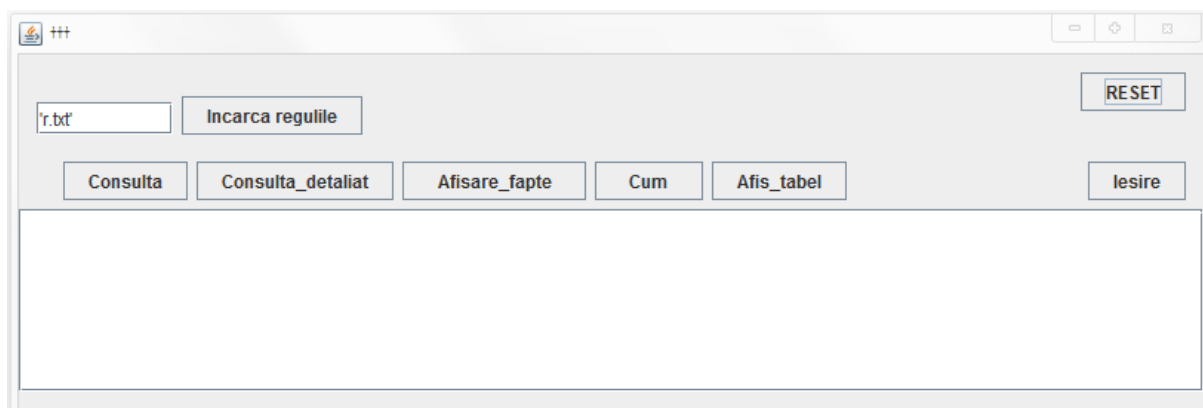 +++
RESET
'r.txt' Incarca regulile
Consulta Consulta_detaliat Afisare_fapte Cum Afis_tabel Iesire